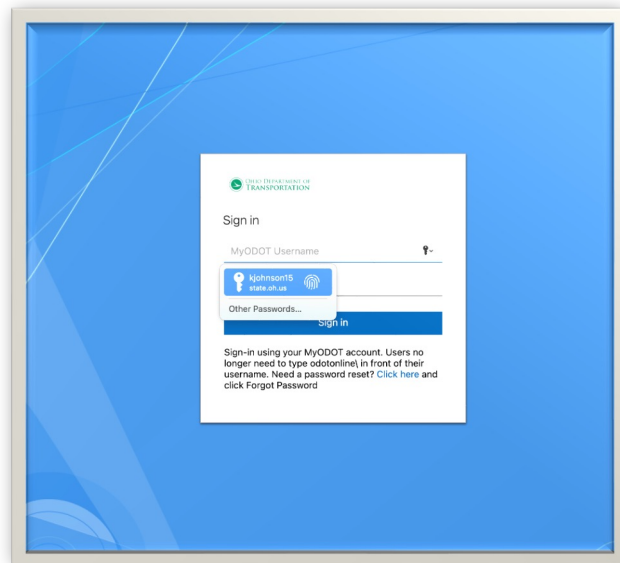 OHIO DEPARTMENT OF
TRANSPORTATION
Sign in
MyODOT Username
kjohnson15
state.oh.us
Other Passwords...
Sign in
Sign-in using your MyODOT account. Users no
longer need to type odotonline\ in front of their
username. Need a password reset? Click here and
click Forgot Password